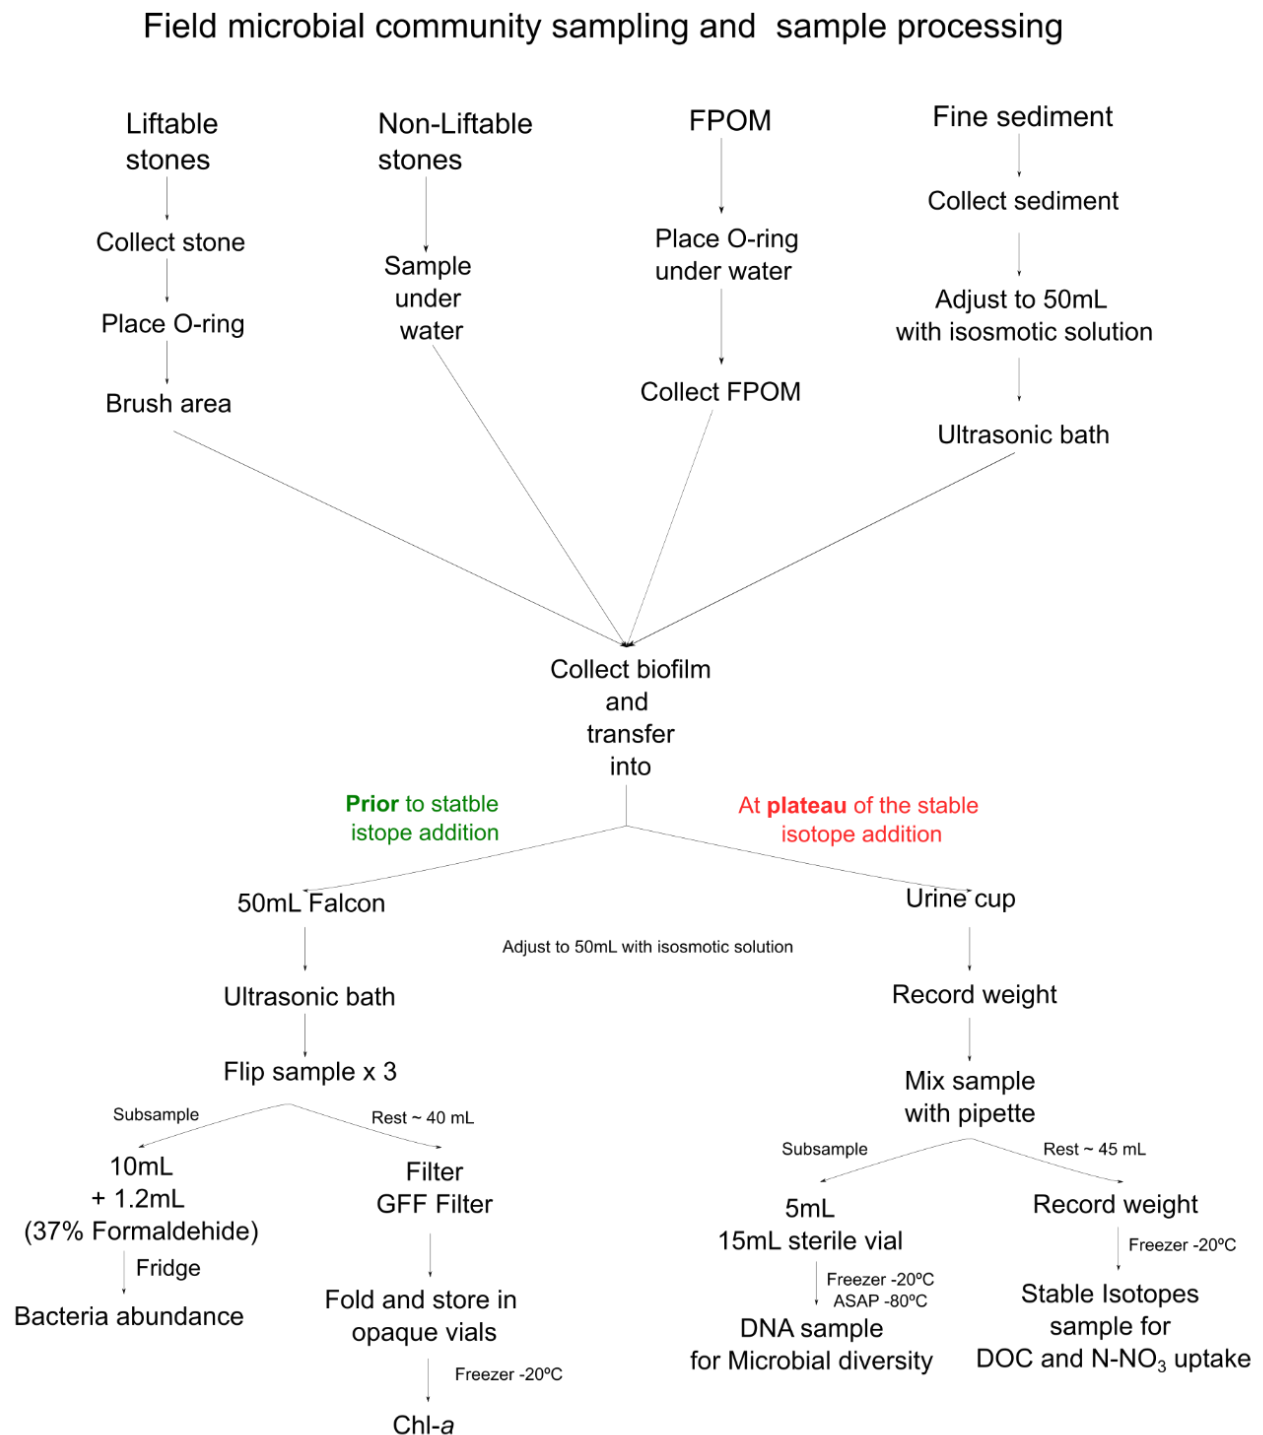 Field microbial community sampling and  sample processing
Liftable
stones
Collect stone
Place O-ring
Brush area
Non-Liftable
stones
Sample
under
water
FPOM
Place O-ring
under water
Collect FPOM
Fine sediment
Collect sediment
Adjust to 50mL
with isosmotic solution
Ultrasonic bath
Collect biofilm
and
transfer
into
Prior to statble
istope addition
At plateau of the stable
isotope addition
50mL Falcon
Urine cup
Adjust to 50mL with isosmotic solution
Ultrasonic bath
Flip sample x 3
Subsample
Rest ~ 40 mL
10mL
+ 1.2mL
(37% Formaldehide)
Fridge
Bacteria abundance
Filter
GFF Filter
Fold and store in
opaque vials
Freezer -20ºC
Chl-a
Record weight
Mix sample
with pipette
Subsample
Rest ~ 45 mL
5mL
15mL sterile vial
Freezer -20ºC
ASAP -80ºC
DNA sample
for Microbial diversity
Record weight
Freezer -20ºC
Stable Isotopes
sample for
DOC and N-NO₃ uptake